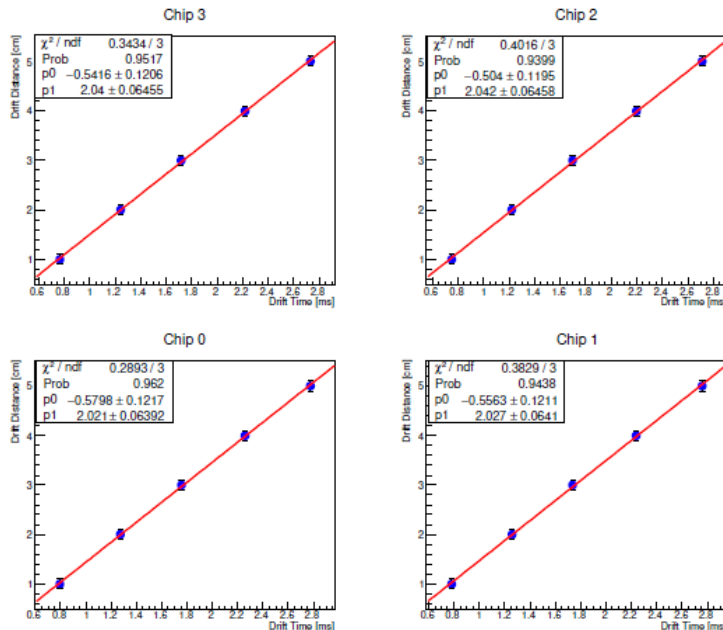 Chip 3
Drift Distance [cm]
χ² / ndf 0.3434 / 3
Prob 0.9517
p0 −0.5416 ± 0.1206
p1 2.04 ± 0.06455
5
4
3
2
1
0.6 0.8 1 1.2 1.4 1.6 1.8 2 2.2 2.4 2.6 2.8
Drift Time [ms]
Chip 2
Drift Distance [cm]
χ² / ndf 0.4016 / 3
Prob 0.9399
p0 −0.504 ± 0.1195
p1 2.042 ± 0.06458
5
4
3
2
1
0.6 0.8 1 1.2 1.4 1.6 1.8 2 2.2 2.4 2.6 2.8
Drift Time [ms]
Chip 0
Drift Distance [cm]
χ² / ndf 0.2893 / 3
Prob 0.962
p0 −0.5798 ± 0.1217
p1 2.021 ± 0.06392
5
4
3
2
1
0.6 0.8 1 1.2 1.4 1.6 1.8 2 2.2 2.4 2.6 2.8
Drift Time [ms]
Chip 1
Drift Distance [cm]
χ² / ndf 0.3829 / 3
Prob 0.9438
p0 −0.5563 ± 0.1211
p1 2.027 ± 0.0641
5
4
3
2
1
0.6 0.8 1 1.2 1.4 1.6 1.8 2 2.2 2.4 2.6 2.8
Drift Time [ms]